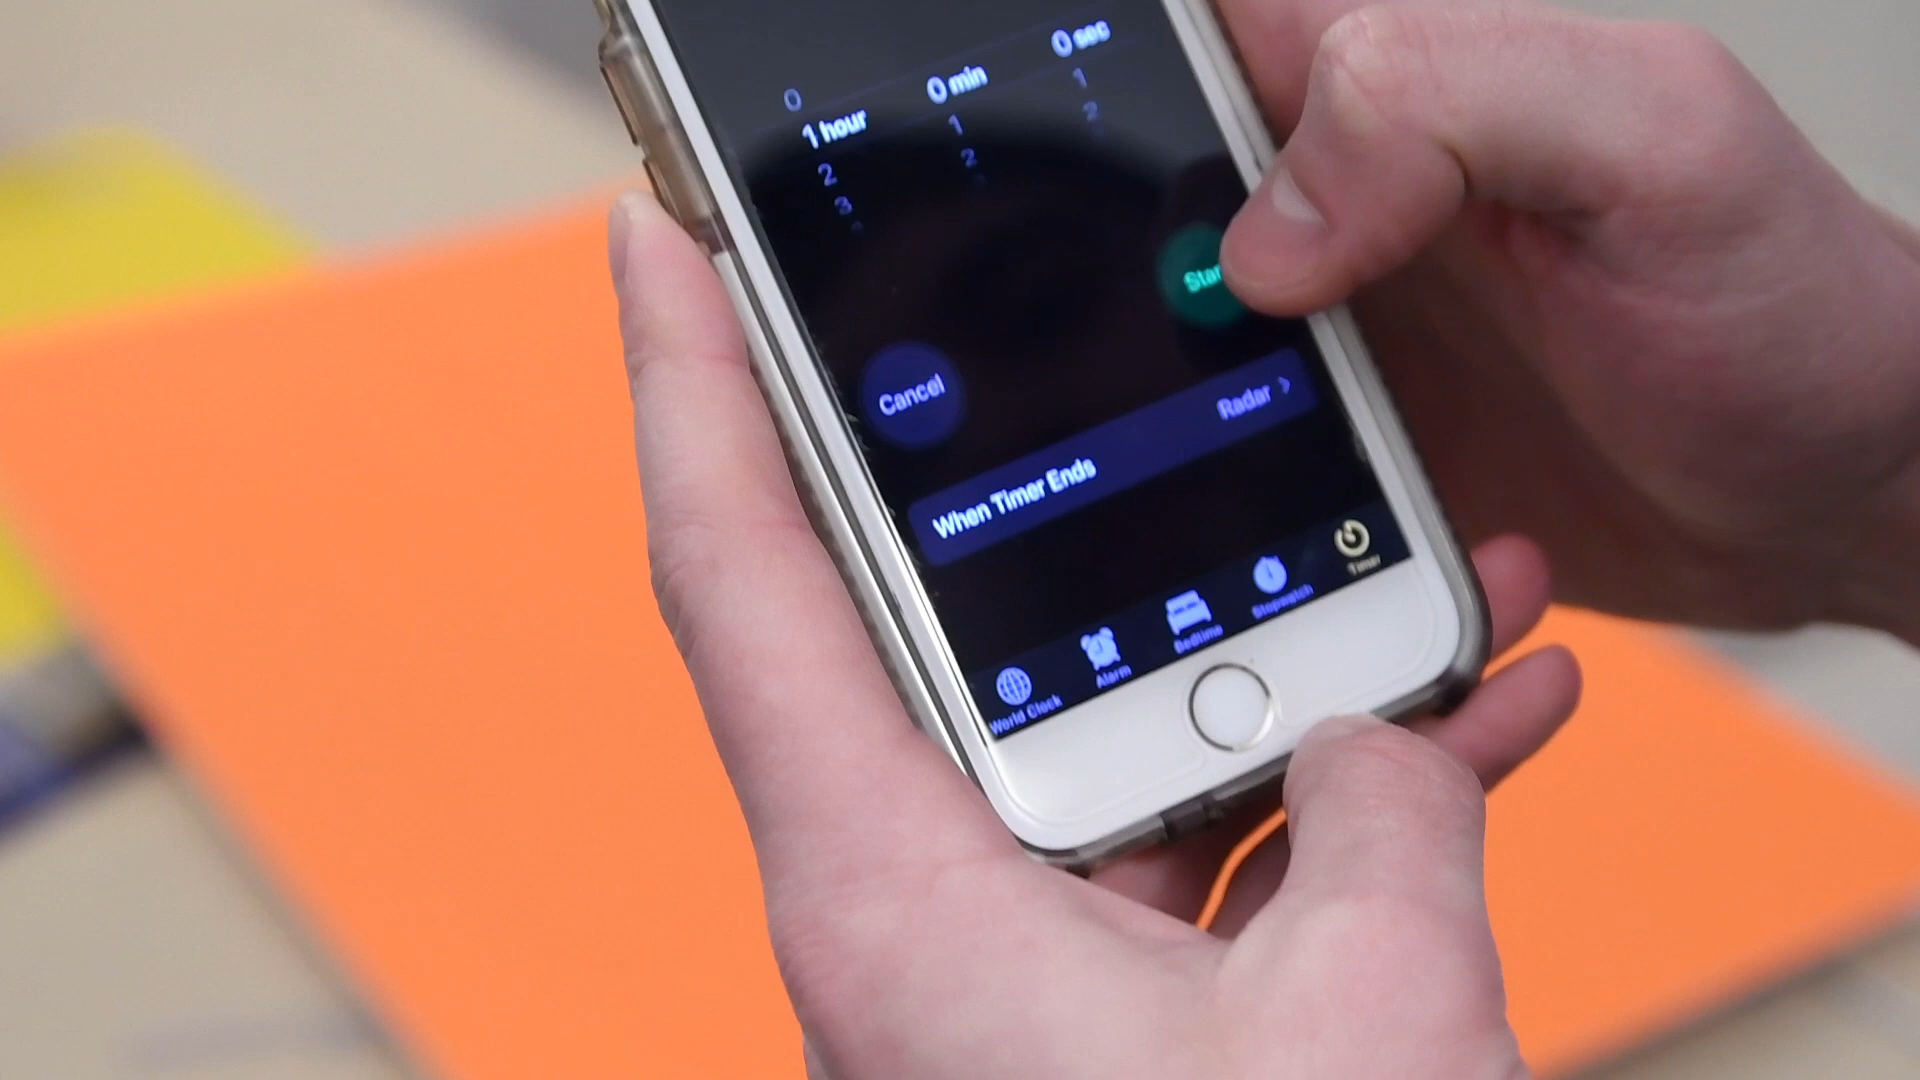 0
1 hour 0 min 0 sec
2 1 1
3 2 2
Cancel Star
When Timer Ends Radar >
World Clock Alarm Bedtime Stopwatch Timer